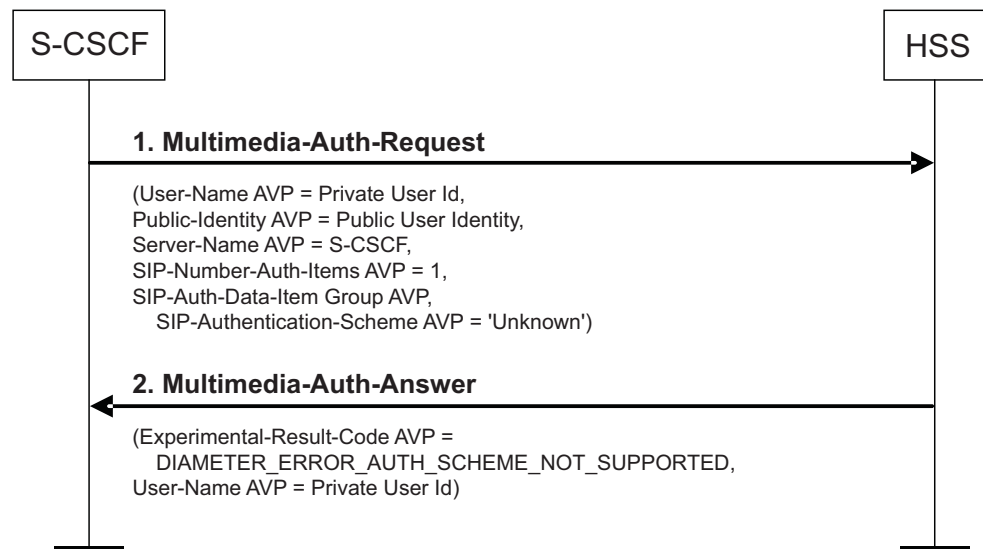 S-CSCF
HSS
1. Multimedia-Auth-Request
(User-Name AVP = Private User Id,
Public-Identity AVP = Public User Identity,
Server-Name AVP = S-CSCF,
SIP-Number-Auth-Items AVP = 1,
SIP-Auth-Data-Item Group AVP,
SIP-Authentication-Scheme AVP = 'Unknown')
2. Multimedia-Auth-Answer
(Experimental-Result-Code AVP =
DIAMETER_ERROR_AUTH_SCHEME_NOT_SUPPORTED,
User-Name AVP = Private User Id)